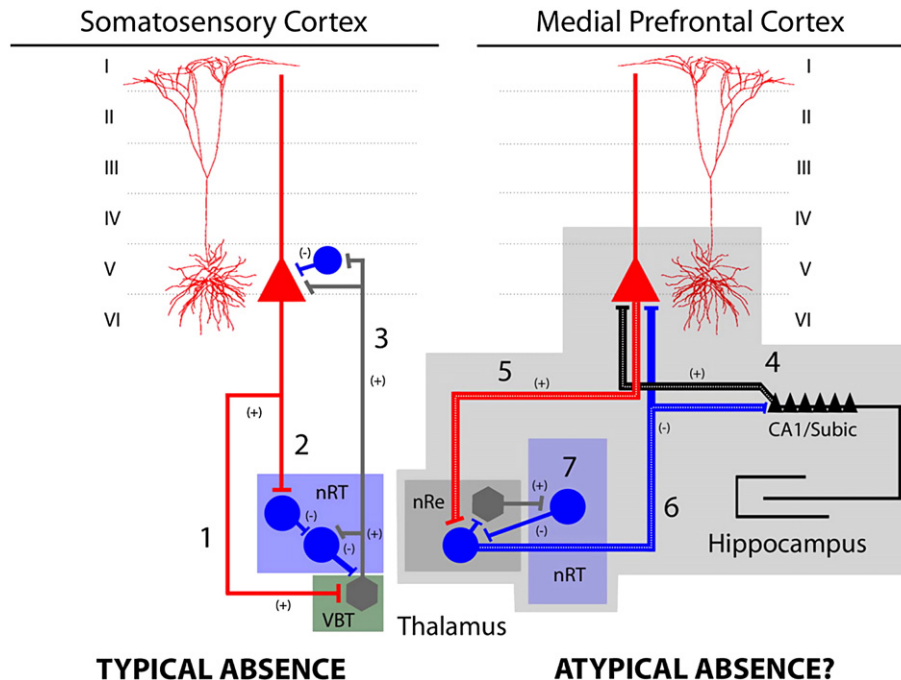 Somatosensory Cortex
Medial Prefrontal Cortex
I
II
III
IV
V
VI
(-)
3
(+)
(+)
2
nRT
(-)
(-)
(+)
1
(+)
VBT
Thalamus
TYPICAL ABSENCE
I
II
III
IV
V
VI
5
(+)
(+)
4
CA1/Subic
(-)
nRe
7
(+)
(-)
6
nRT
Hippocampus
ATYPICAL ABSENCE?